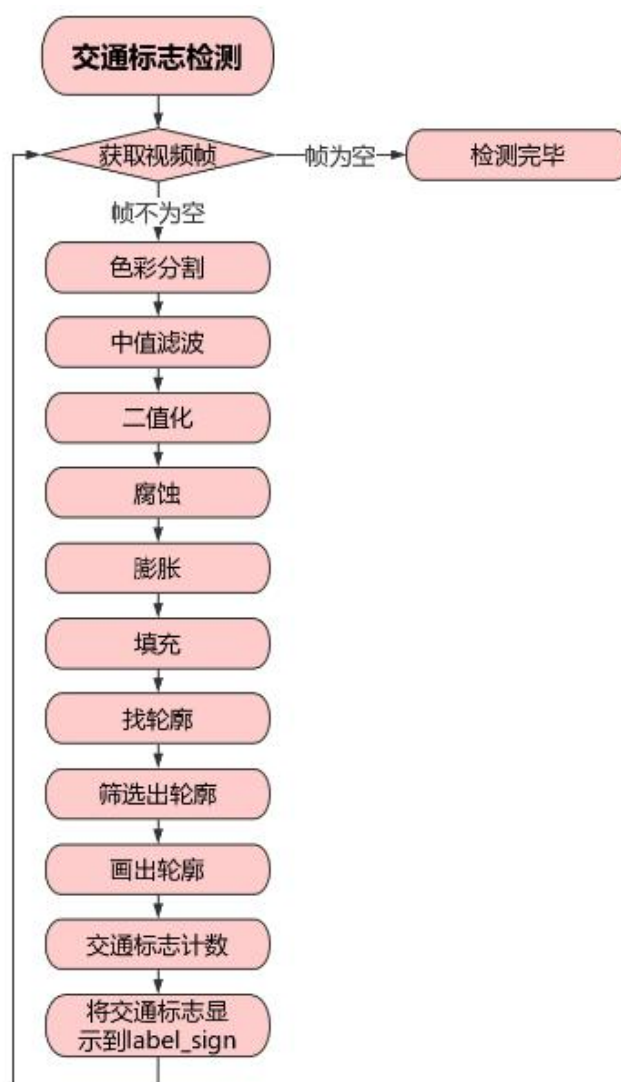 交通标志检测
获取视频帧
帧为空
检测完毕
帧不为空
色彩分割
中值滤波
二值化
腐蚀
膨胀
填充
找轮廓
筛选出轮廓
画出轮廓
交通标志计数
将交通标志显
示到label_sign